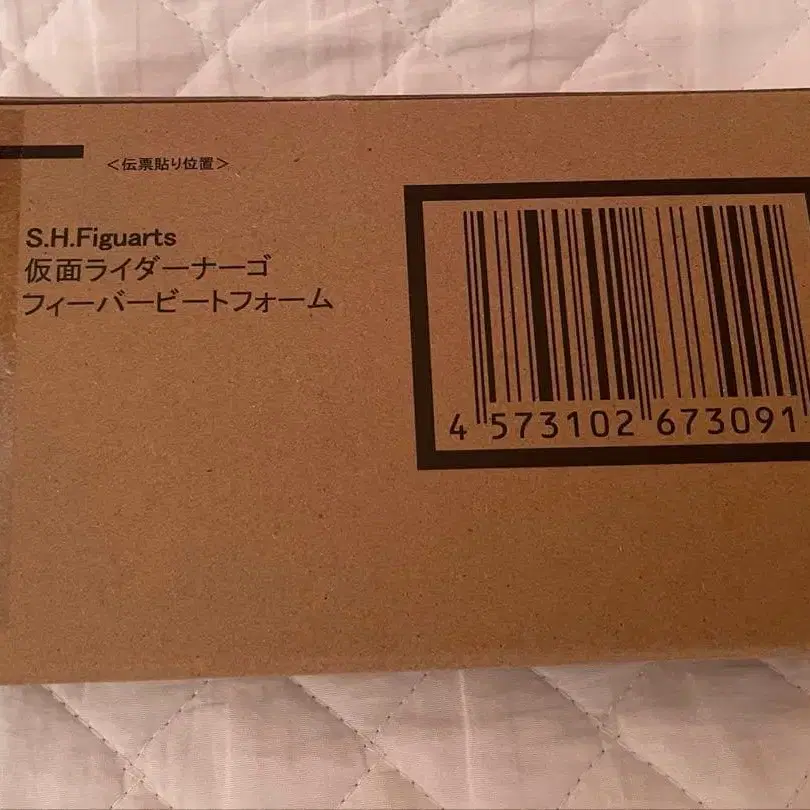 ＜伝票貼り位置＞
S.H.Figuarts
仮面ライダーナーゴ
フィーバービートフォーム
4 573102 673091